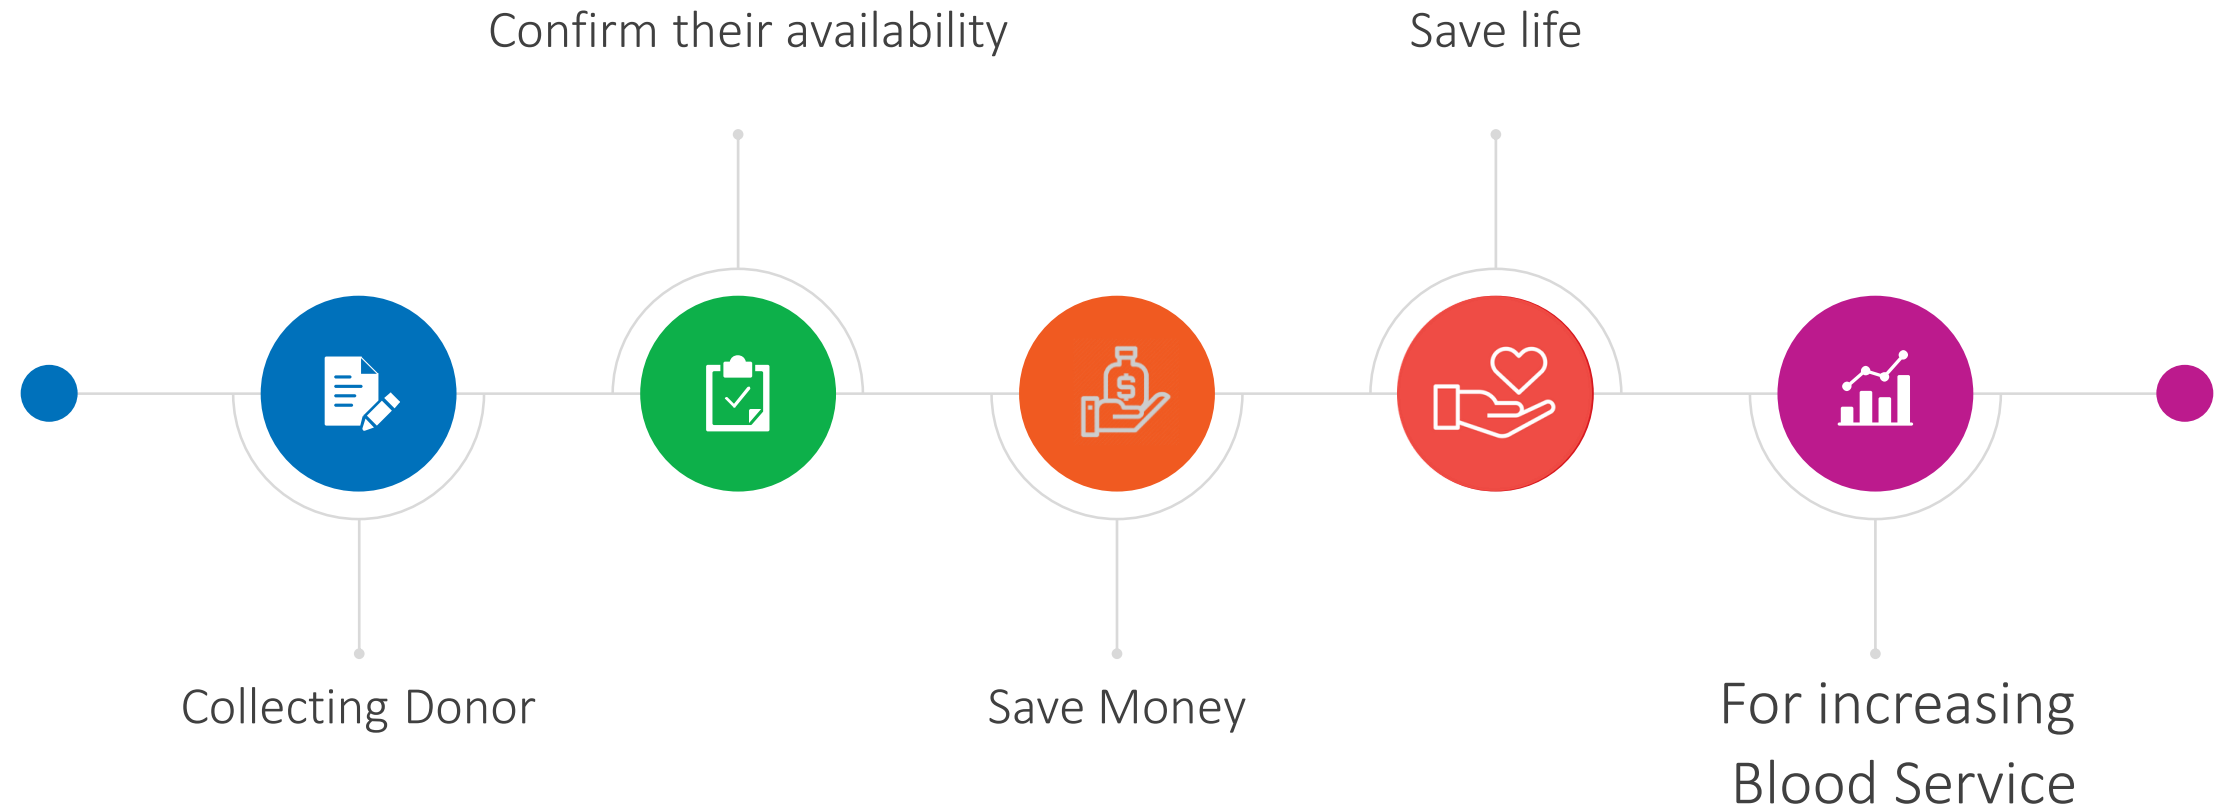 Confirm their availability
Save life
Collecting Donor
Save Money
For increasing
Blood Service